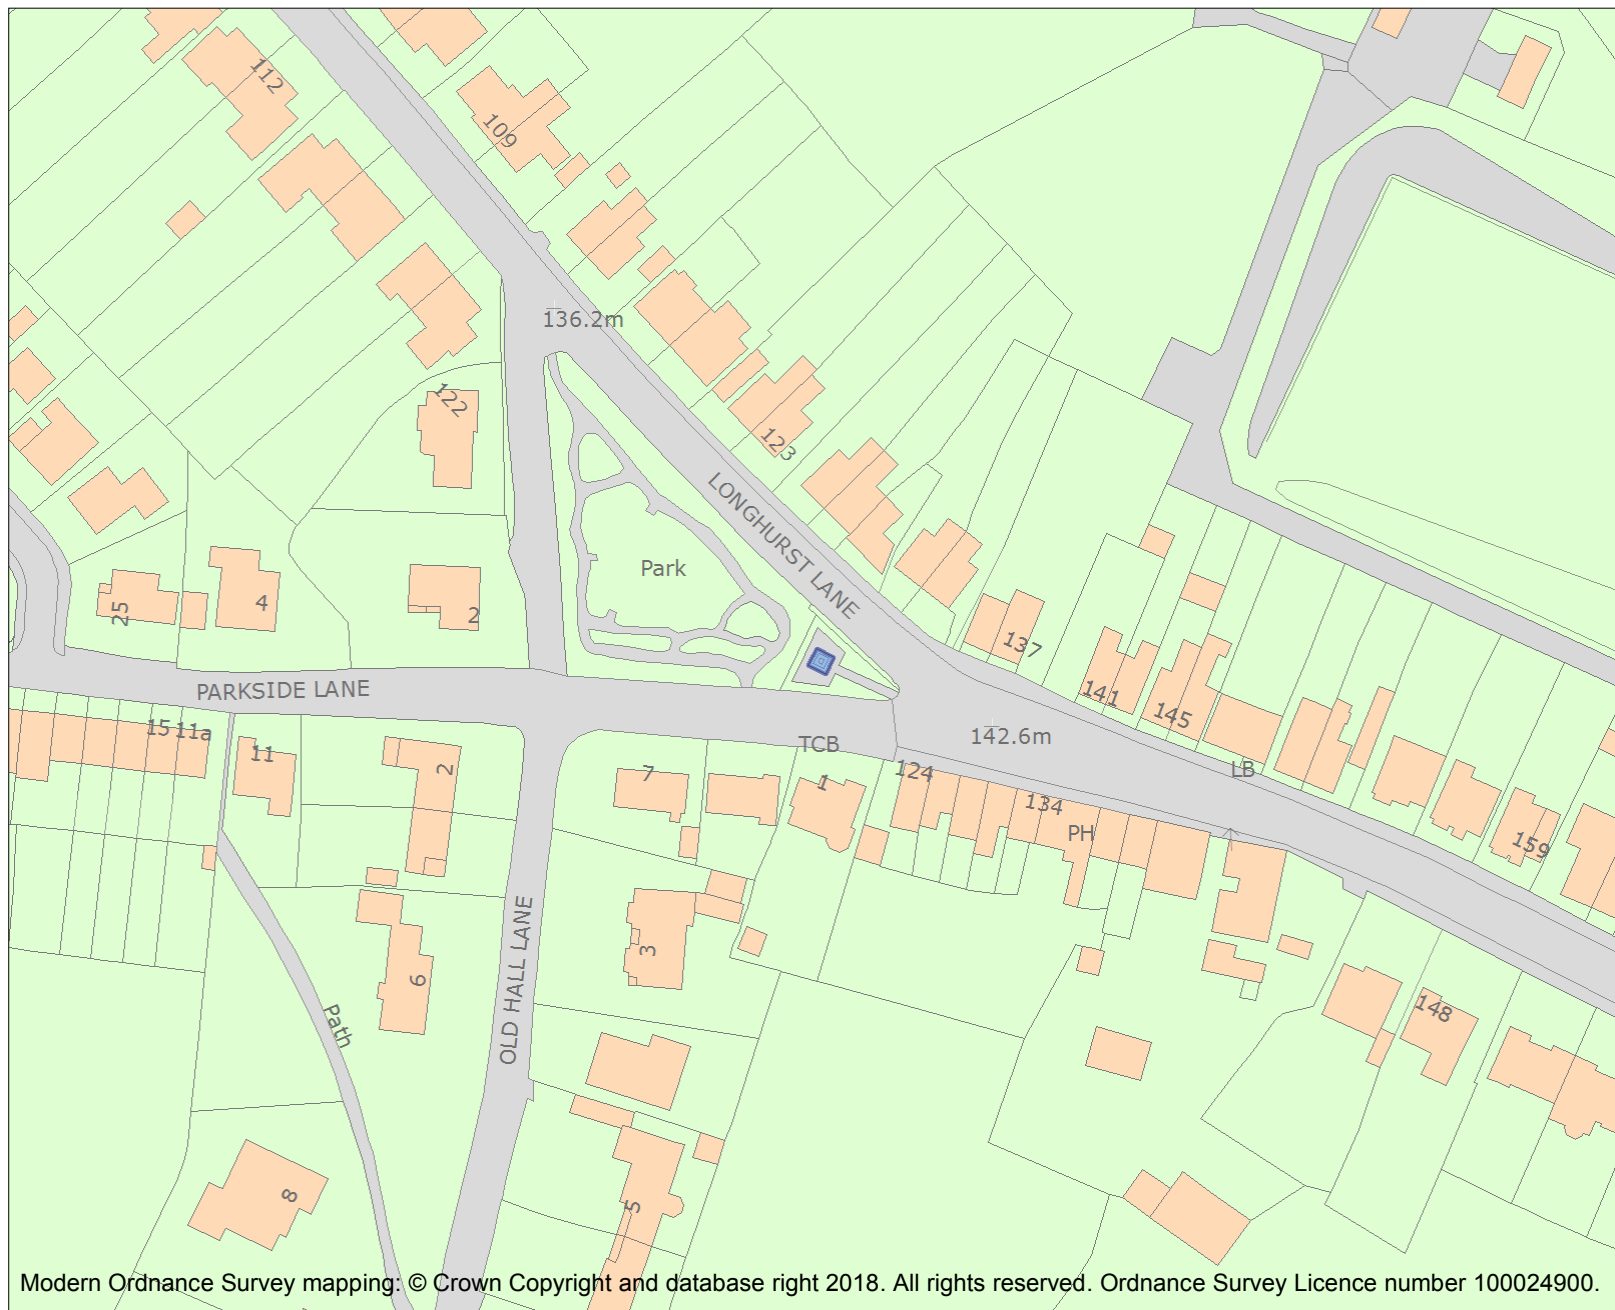 112
109
136.2m
122
123
LONGHURST LANE
Park
25
4
2
137
141
145
PARKSIDE LANE
15 11a
11
2
7
TCB
1
124
142.6m
LB
134
PH
159
3
6
OLD HALL LANE
Path
148
8
5
Modern Ordnance Survey mapping: © Crown Copyright and database right 2018. All rights reserved. Ordnance Survey Licence number 100024900.